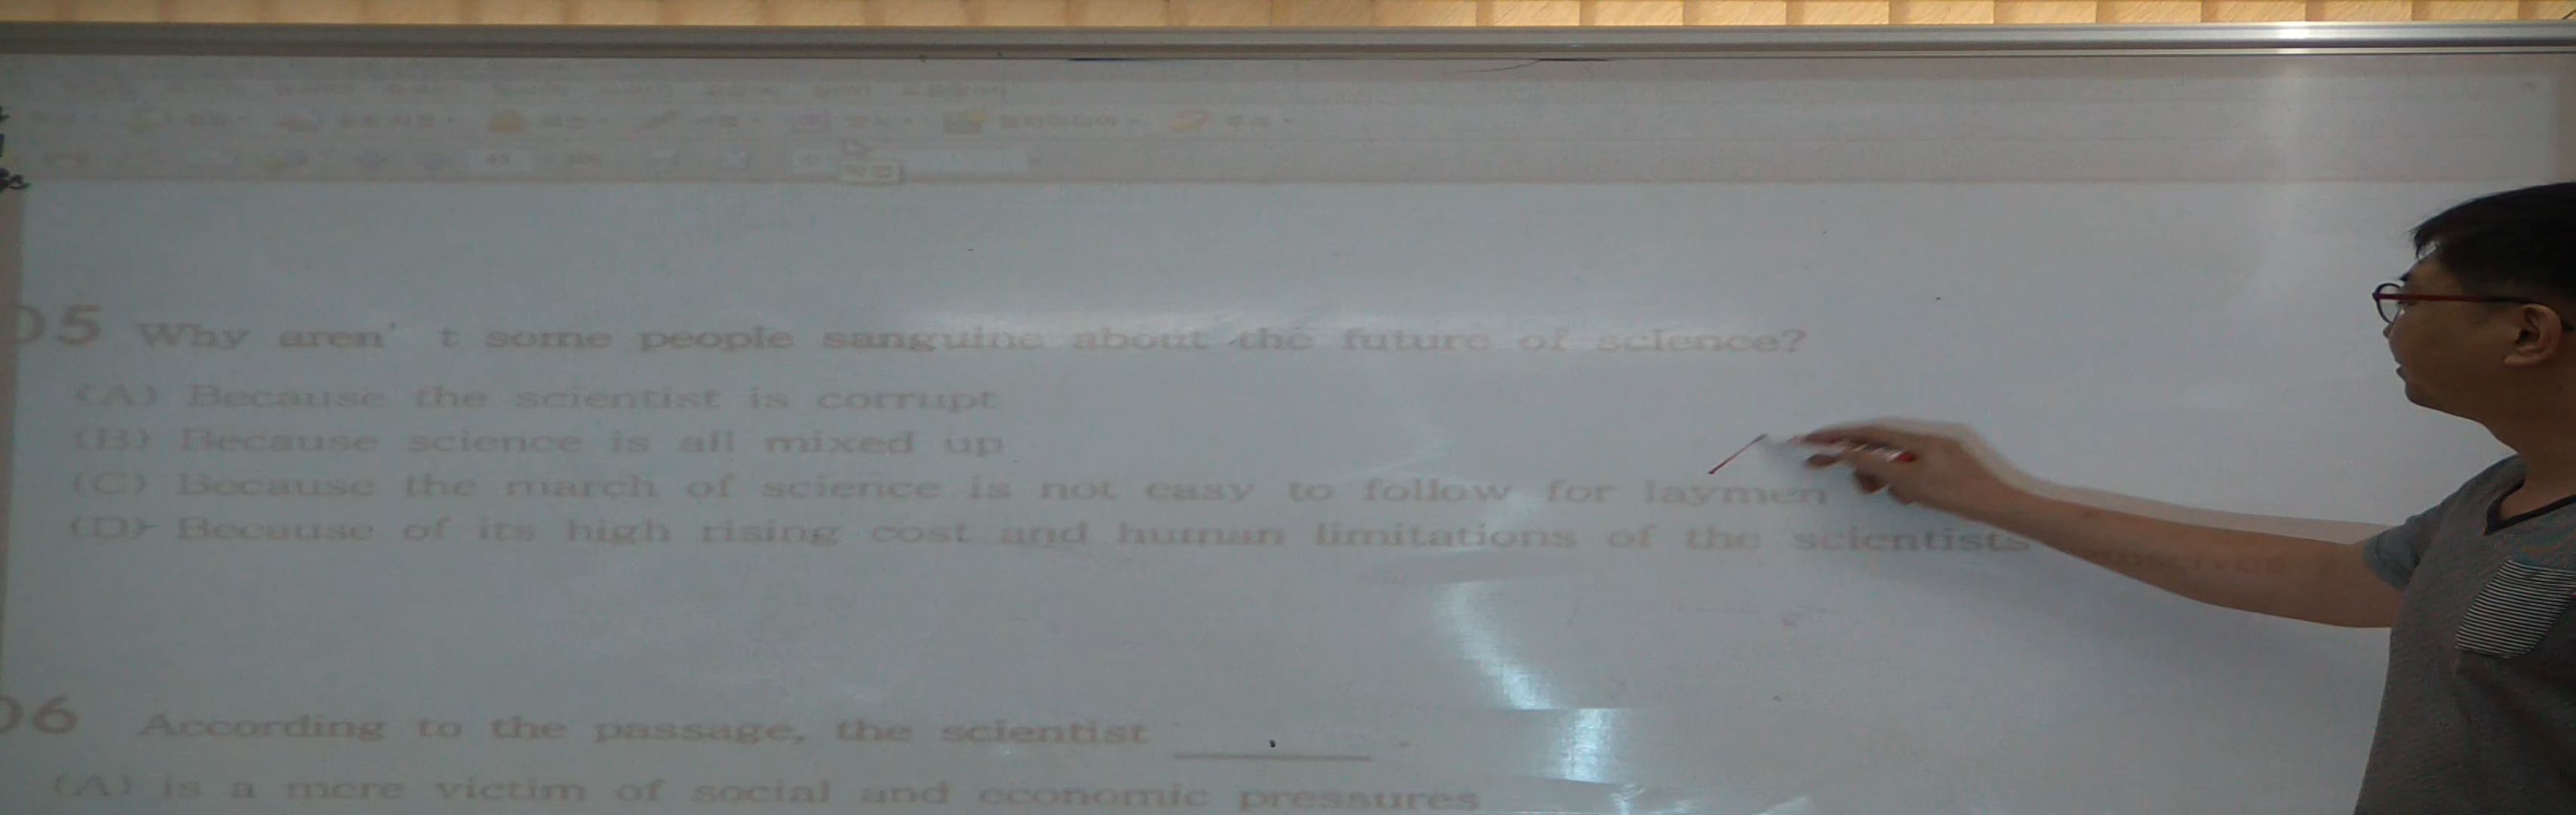 05 Why aren't some people sanguine about the future of science?
(A) Because the scientist is corrupt
(B) Because science is all mixed up
(C) Because the march of science is not easy to follow for laymen
(D) Because of its high rising cost and human limitations of the scientists
06 According to the passage, the scientist ________ .
(A) is a mere victim of social and economic pressures